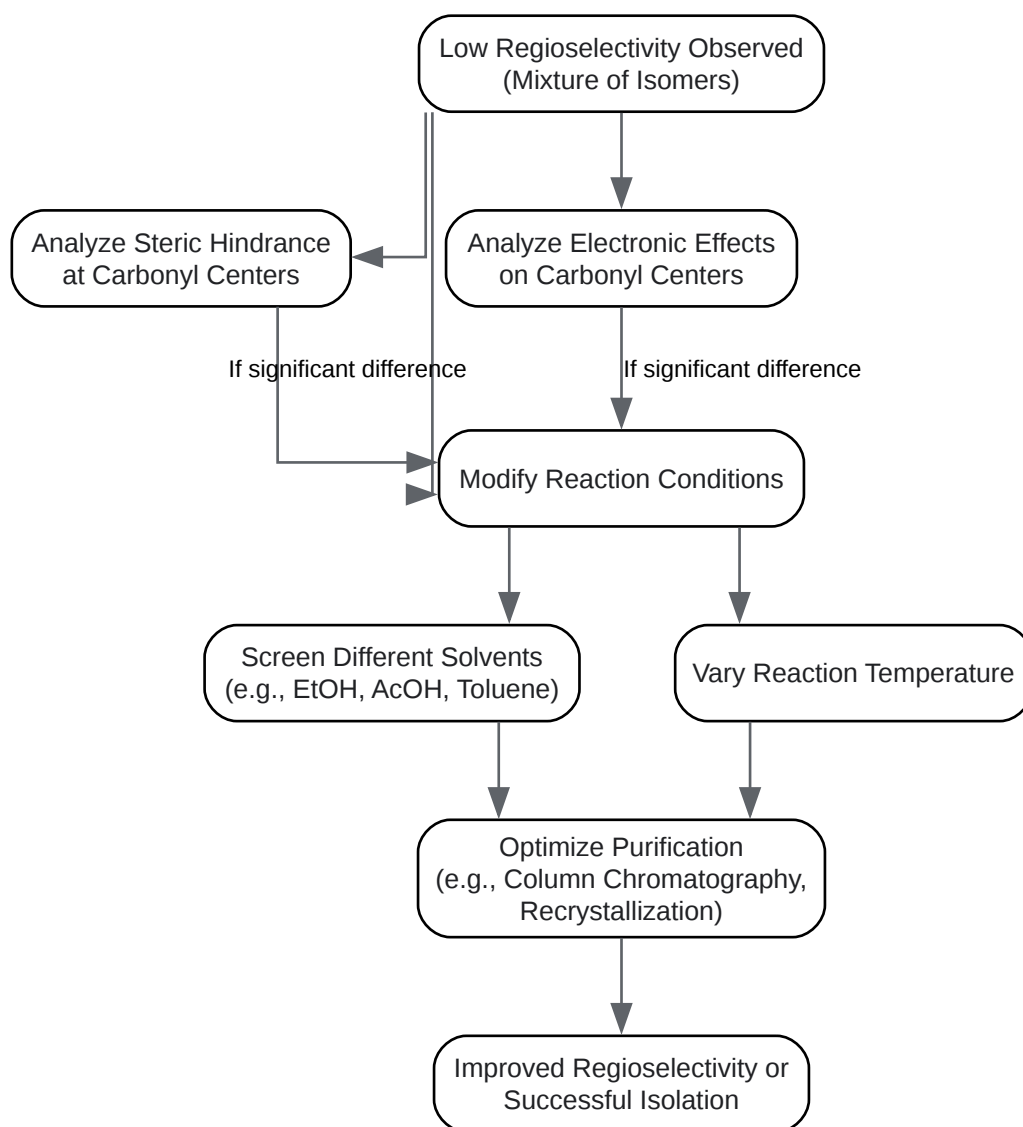 Low Regioselectivity Observed
(Mixture of Isomers)
Analyze Steric Hindrance
at Carbonyl Centers
Analyze Electronic Effects
on Carbonyl Centers
If significant difference
If significant difference
Modify Reaction Conditions
Screen Different Solvents
(e.g., EtOH, AcOH, Toluene)
Vary Reaction Temperature
Optimize Purification
(e.g., Column Chromatography,
Recrystallization)
Improved Regioselectivity or
Successful Isolation